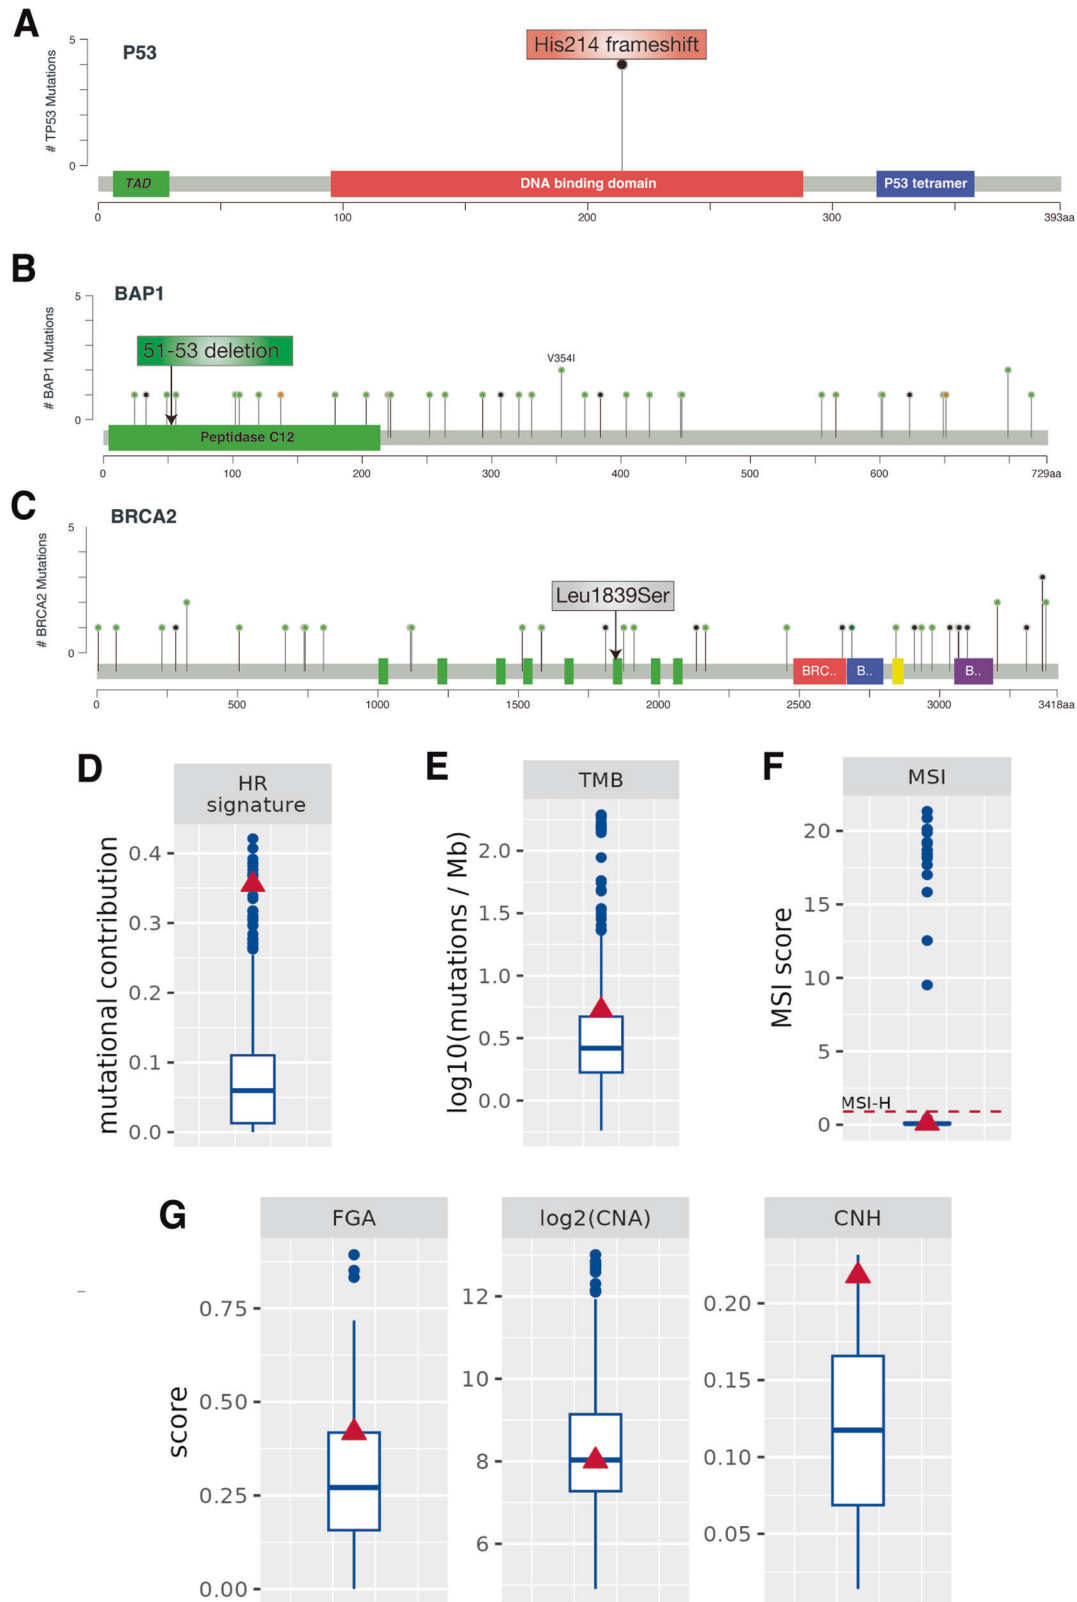 A
P53
His214 frameshift
# TP53 Mutations
5
0
TAD
DNA binding domain
P53 tetramer
0 100 200 300 393aa
B
BAP1
51-53 deletion
V354I
# BAP1 Mutations
5
0
Peptidase C12
0 100 200 300 400 500 600 729aa
C
BRCA2
Leu1839Ser
# BRCA2 Mutations
5
0
BRC.. B.. B..
0 500 1000 1500 2000 2500 3000 3418aa
D
HR
signature
mutational contribution
0.4
0.3
0.2
0.1
0.0
E
TMB
log10(mutations / Mb)
2.0
1.5
1.0
0.5
0.0
F
MSI
MSI score
20
15
10
5
MSI-H
0
G
FGA
score
0.75
0.50
0.25
0.00
log2(CNA)
12
10
8
6
CNH
0.20
0.15
0.10
0.05